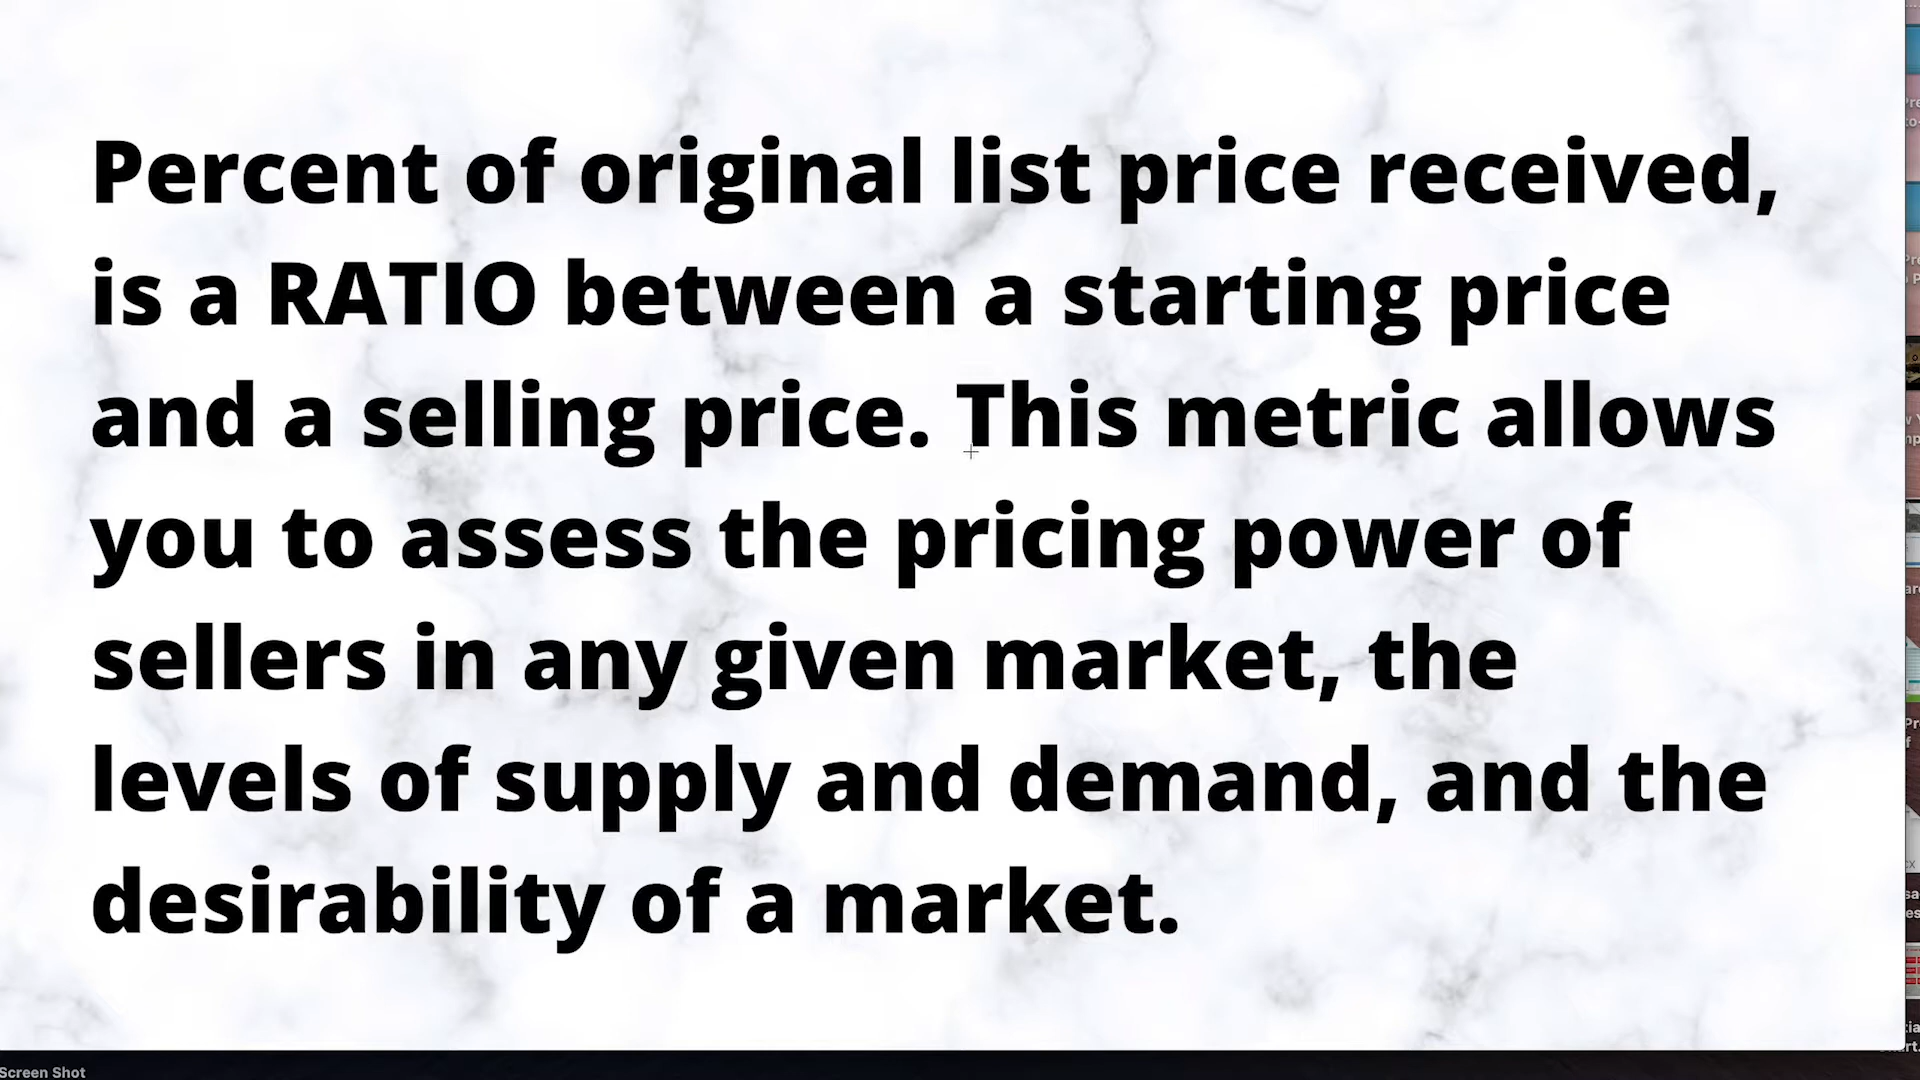 Percent of original list price received,
is a RATIO between a starting price
and a selling price. This metric allows
you to assess the pricing power of
sellers in any given market, the
levels of supply and demand, and the
desirability of a market.
Screen Shot